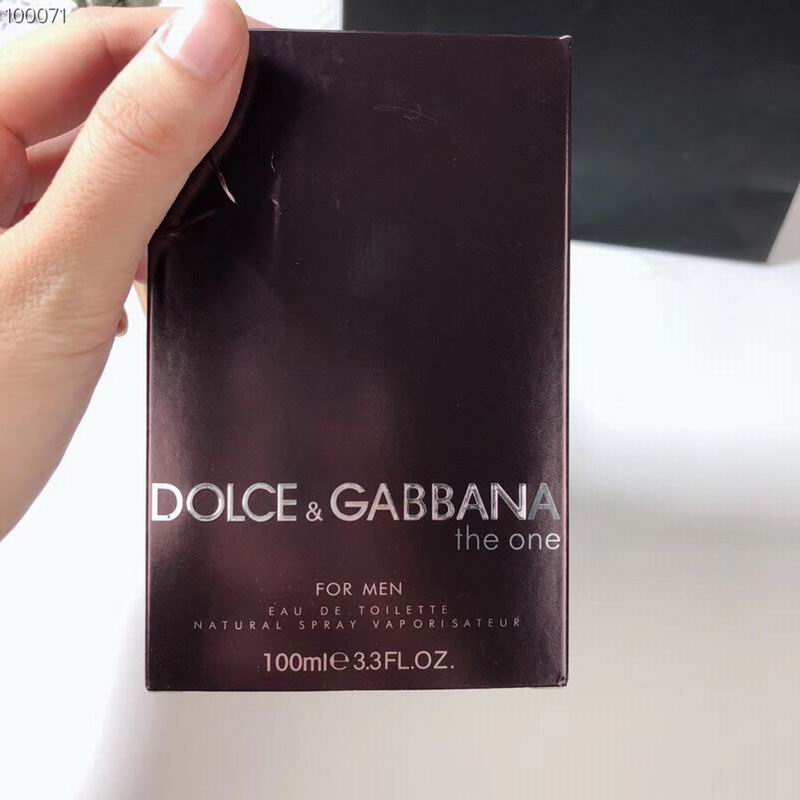 100071
DOLCE & GABBANA
the one
FOR MEN
EAU DE TOILETTE
NATURAL SPRAY VAPORISATEUR
100ml℮3.3FL.OZ.